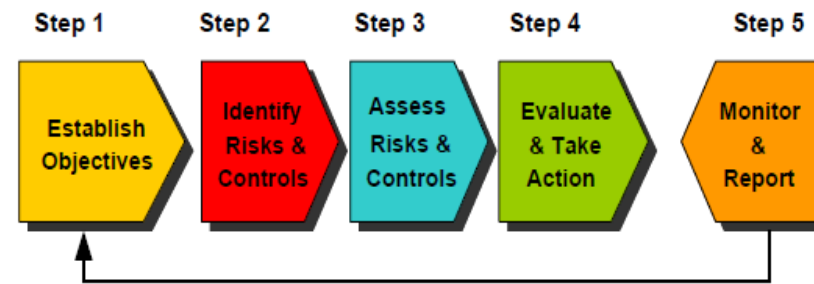 Step 1
Step 2
Step 3
Step 4
Step 5
Establish
Objectives
Identify
Risks &
Controls
Assess
Risks &
Controls
Evaluate
& Take
Action
Monitor
&
Report